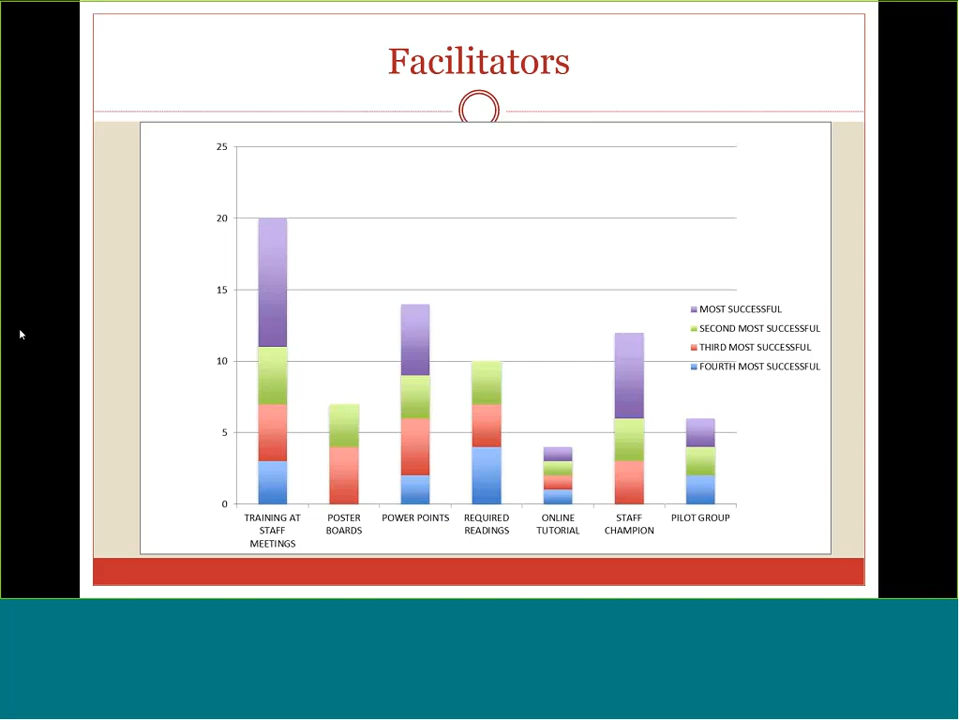 Facilitators
25
20
15
10
5
0
MOST SUCCESSFUL
SECOND MOST SUCCESSFUL
THIRD MOST SUCCESSFUL
FOURTH MOST SUCCESSFUL
TRAINING AT
STAFF
MEETINGS
POSTER
BOARDS
POWER POINTS
REQUIRED
READINGS
ONLINE
TUTORIAL
STAFF
CHAMPION
PILOT GROUP